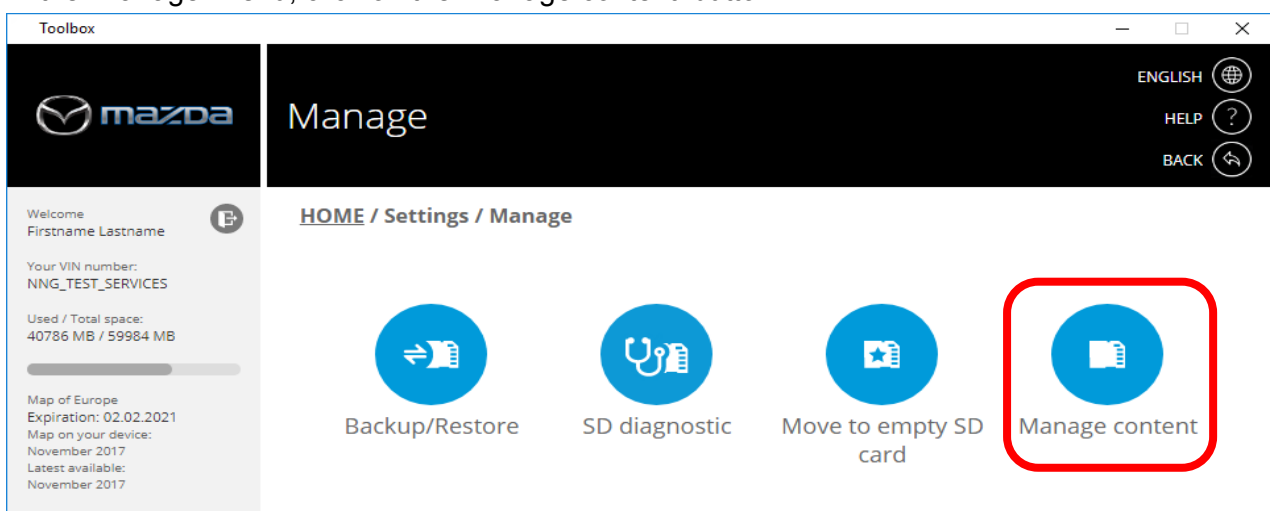 Toolbox
mazda
Manage
ENGLISH
HELP
?
BACK
Welcome
Firstname Lastname
Your VIN number:
NNG_TEST_SERVICES
Used / Total space:
40786 MB / 59984 MB
Map of Europe
Expiration: 02.02.2021
Map on your device:
November 2017
Latest available:
November 2017
HOME / Settings / Manage
Backup/Restore
SD diagnostic
Move to empty SD
card
Manage content